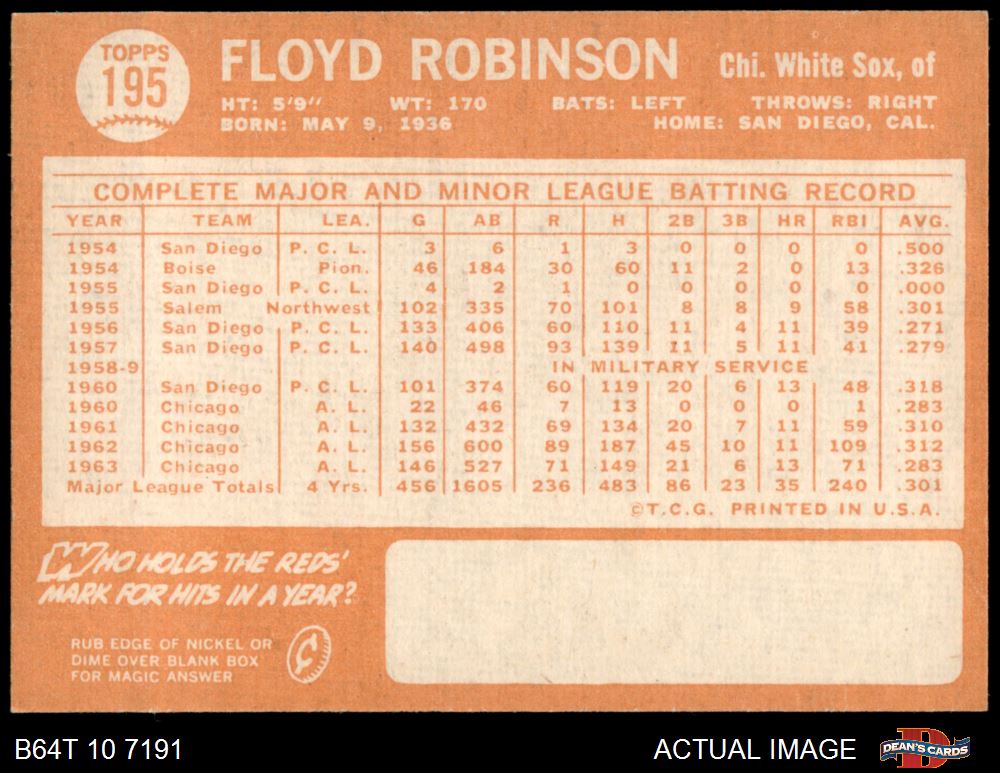 TOPPS
195
FLOYD ROBINSON
Chi. White Sox, of
HT: 5'9" WT: 170 BATS: LEFT THROWS: RIGHT
BORN: MAY 9, 1936 HOME: SAN DIEGO, CAL.
COMPLETE MAJOR AND MINOR LEAGUE BATTING RECORD
YEAR TEAM LEA. G AB R H 2B 3B HR RBI AVG.
1954 San Diego P. C. L. 3 6 1 3 0 0 0 0 .500
1954 Boise Pion. 46 184 30 60 11 2 0 13 .326
1955 San Diego P. C. L. 4 2 1 0 0 0 0 0 .000
1955 Salem Northwest 102 335 70 101 8 8 9 58 .301
1956 San Diego P. C. L. 133 406 60 110 11 4 11 39 .271
1957 San Diego P. C. L. 140 498 93 139 11 5 11 41 .279
1958-9 IN MILITARY SERVICE
1960 San Diego P. C. L. 101 374 60 119 20 6 13 48 .318
1960 Chicago A. L. 22 46 7 13 0 0 0 1 .283
1961 Chicago A. L. 132 432 69 134 20 7 11 59 .310
1962 Chicago A. L. 156 600 89 187 45 10 11 109 .312
1963 Chicago A. L. 146 527 71 149 21 6 13 71 .283
Major League Totals 4 Yrs. 456 1605 236 483 86 23 35 240 .301
©T.C.G. PRINTED IN U.S.A.
WHO HOLDS THE REDS'
MARK FOR HITS IN A YEAR?
RUB EDGE OF NICKEL OR
DIME OVER BLANK BOX
FOR MAGIC ANSWER
B64T 10 7191
ACTUAL IMAGE
DEAN'S CARDS